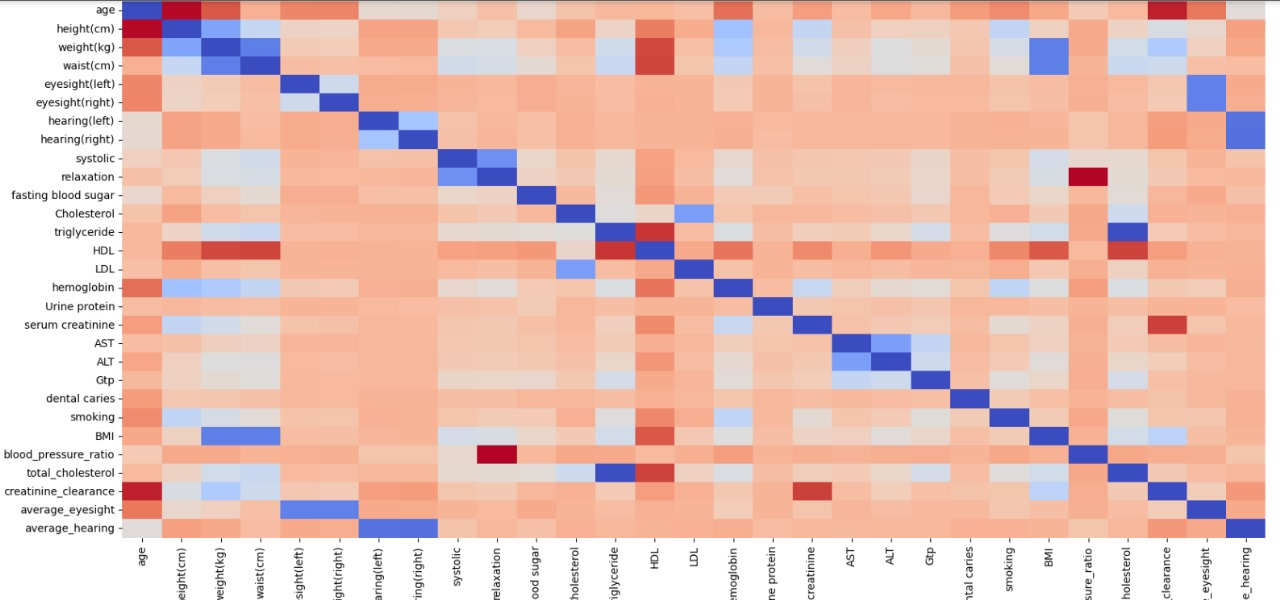 age
height(cm)
weight(kg)
waist(cm)
eyesight(left)
eyesight(right)
hearing(left)
hearing(right)
systolic
relaxation
fasting blood sugar
Cholesterol
triglyceride
HDL
LDL
hemoglobin
Urine protein
serum creatinine
AST
ALT
Gtp
dental caries
smoking
BMI
blood_pressure_ratio
total_cholesterol
creatinine_clearance
average_eyesight
average_hearing
age
eight(cm)
weight(kg)
waist(cm)
sight(left)
ght(right)
aring(left)
ing(right)
systolic
relaxation
ood sugar
holesterol
riglyceride
HDL
LDL
emoglobin
ne protein
creatinine
AST
ALT
Gtp
ntal caries
smoking
BMI
sure_ratio
holesterol
_clearance
_eyesight
e_hearing